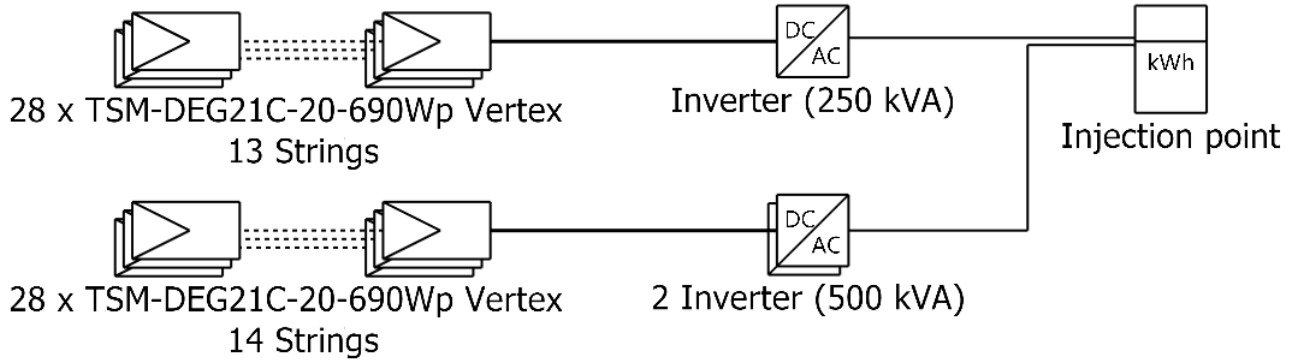 DC
AC
kWh
28 x TSM-DEG21C-20-690Wp Vertex
13 Strings
Inverter (250 kVA)
Injection point
DC
AC
28 x TSM-DEG21C-20-690Wp Vertex
14 Strings
2 Inverter (500 kVA)